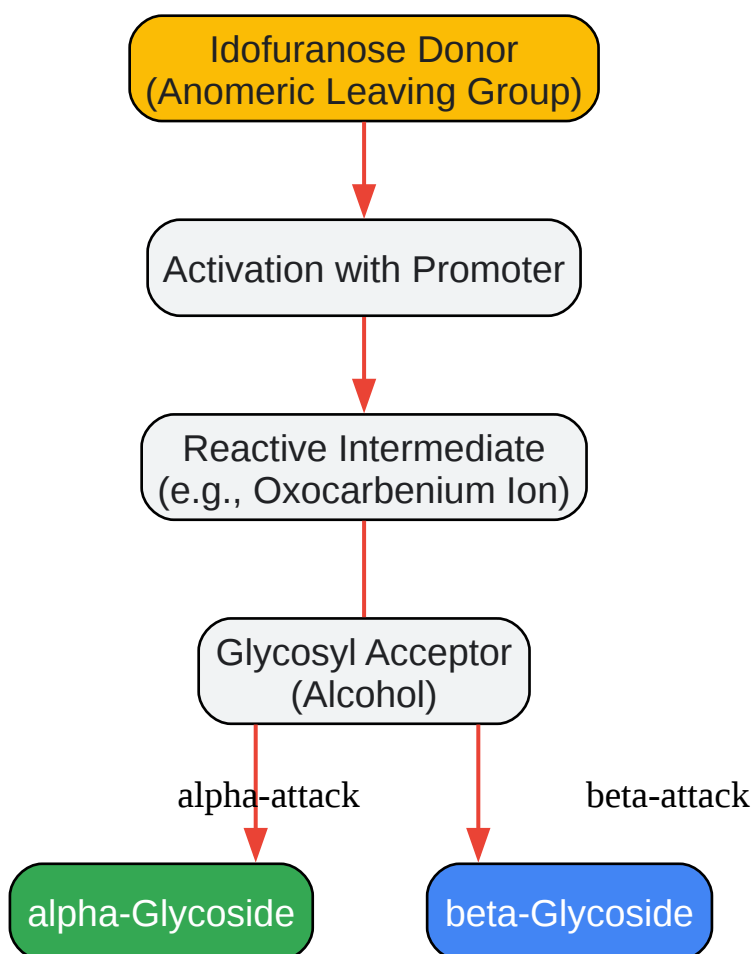 Idofuranose Donor
(Anomeric Leaving Group)
Activation with Promoter
Reactive Intermediate
(e.g., Oxocarbenium Ion)
Glycosyl Acceptor
(Alcohol)
alpha-attack
beta-attack
alpha-Glycoside
beta-Glycoside